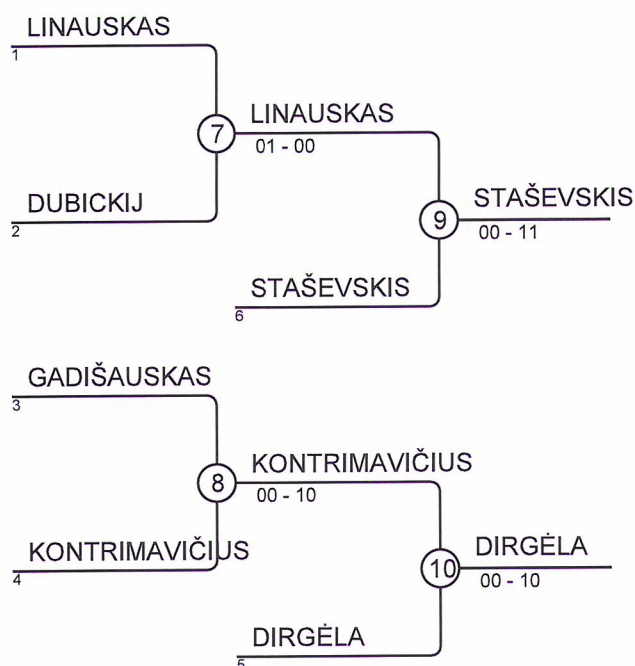 LINAUSKAS
1
7
LINAUSKAS
01 - 00
DUBICKIJ
2
9
STAŠEVSKIS
00 - 11
STAŠEVSKIS
6
GADIŠAUSKAS
3
8
KONTRIMAVIČIUS
00 - 10
KONTRIMAVIČIUS
4
10
DIRGĖLA
00 - 10
DIRGĖLA
5